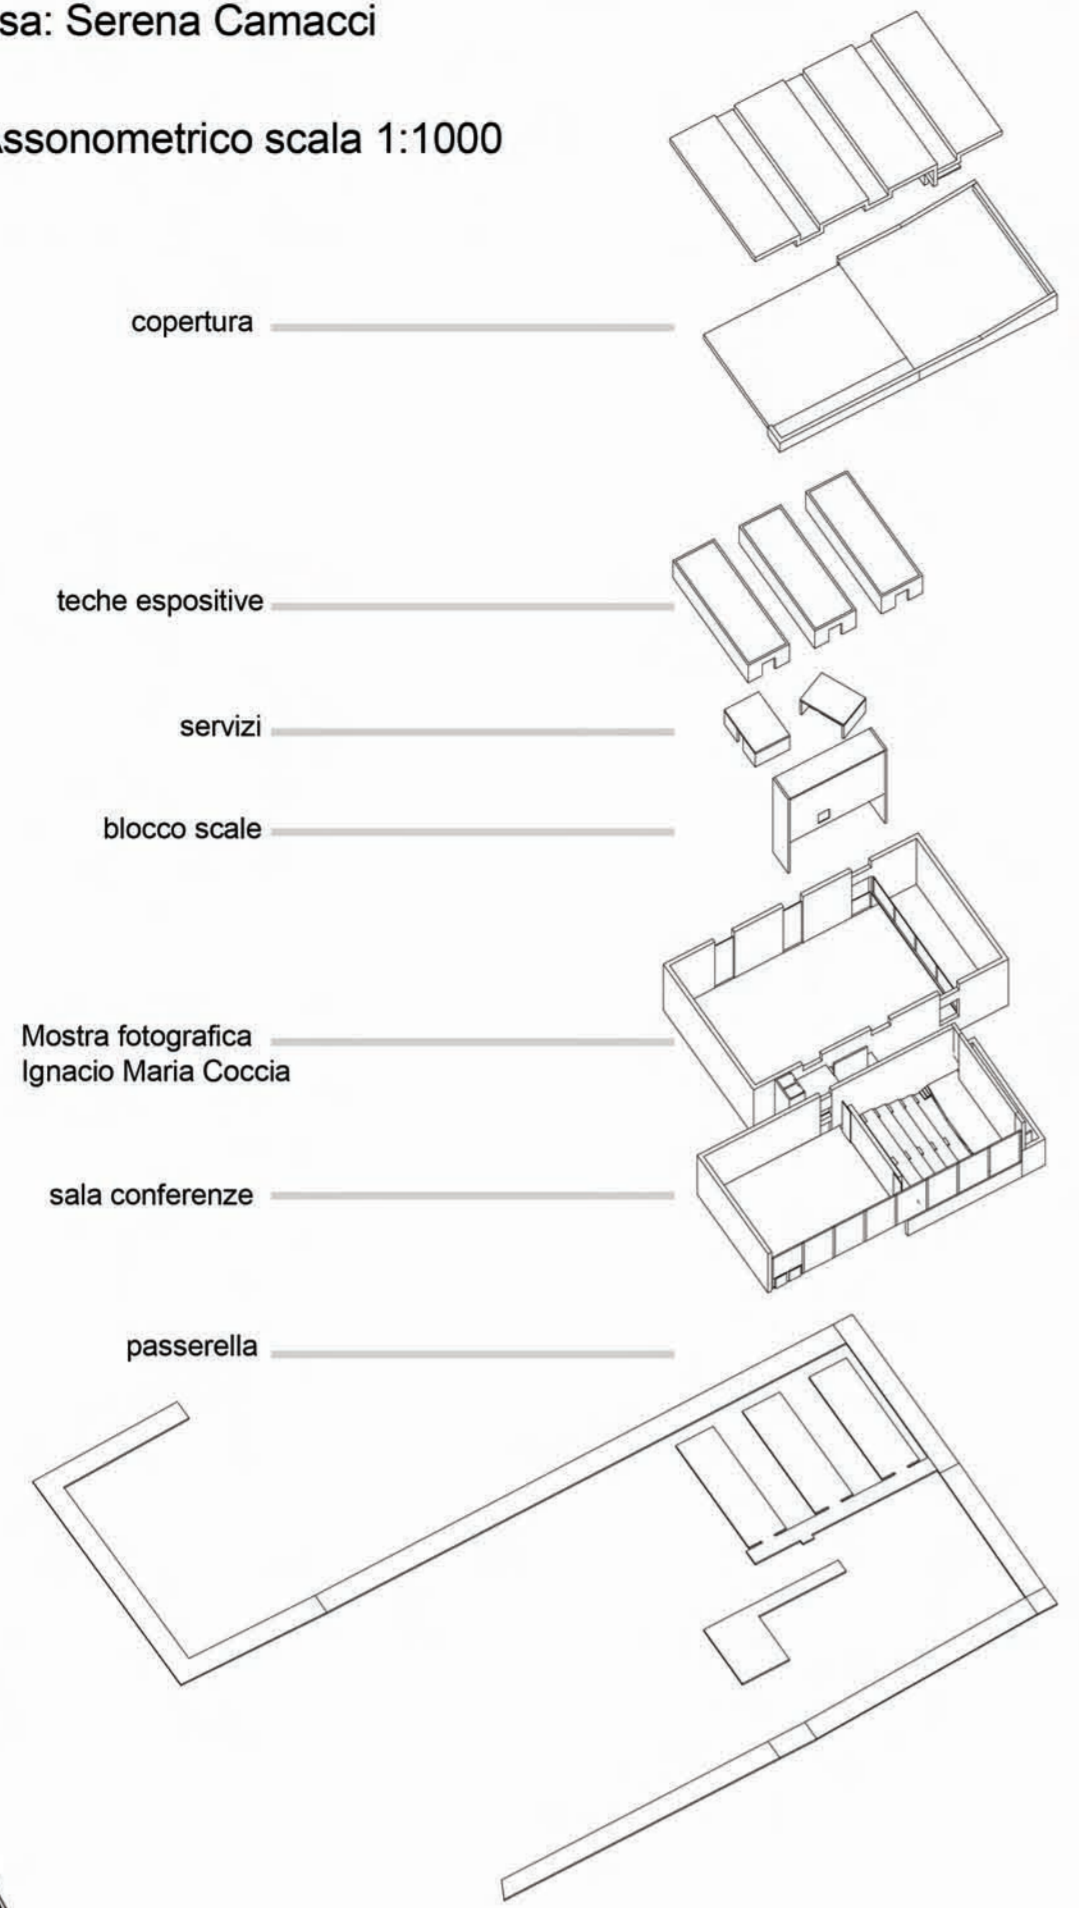 sa: Serena Camacci
Assonometrico scala 1:1000
copertura
teche espositive
servizi
blocco scale
Mostra fotografica
Ignacio Maria Coccia
sala conferenze
passerella